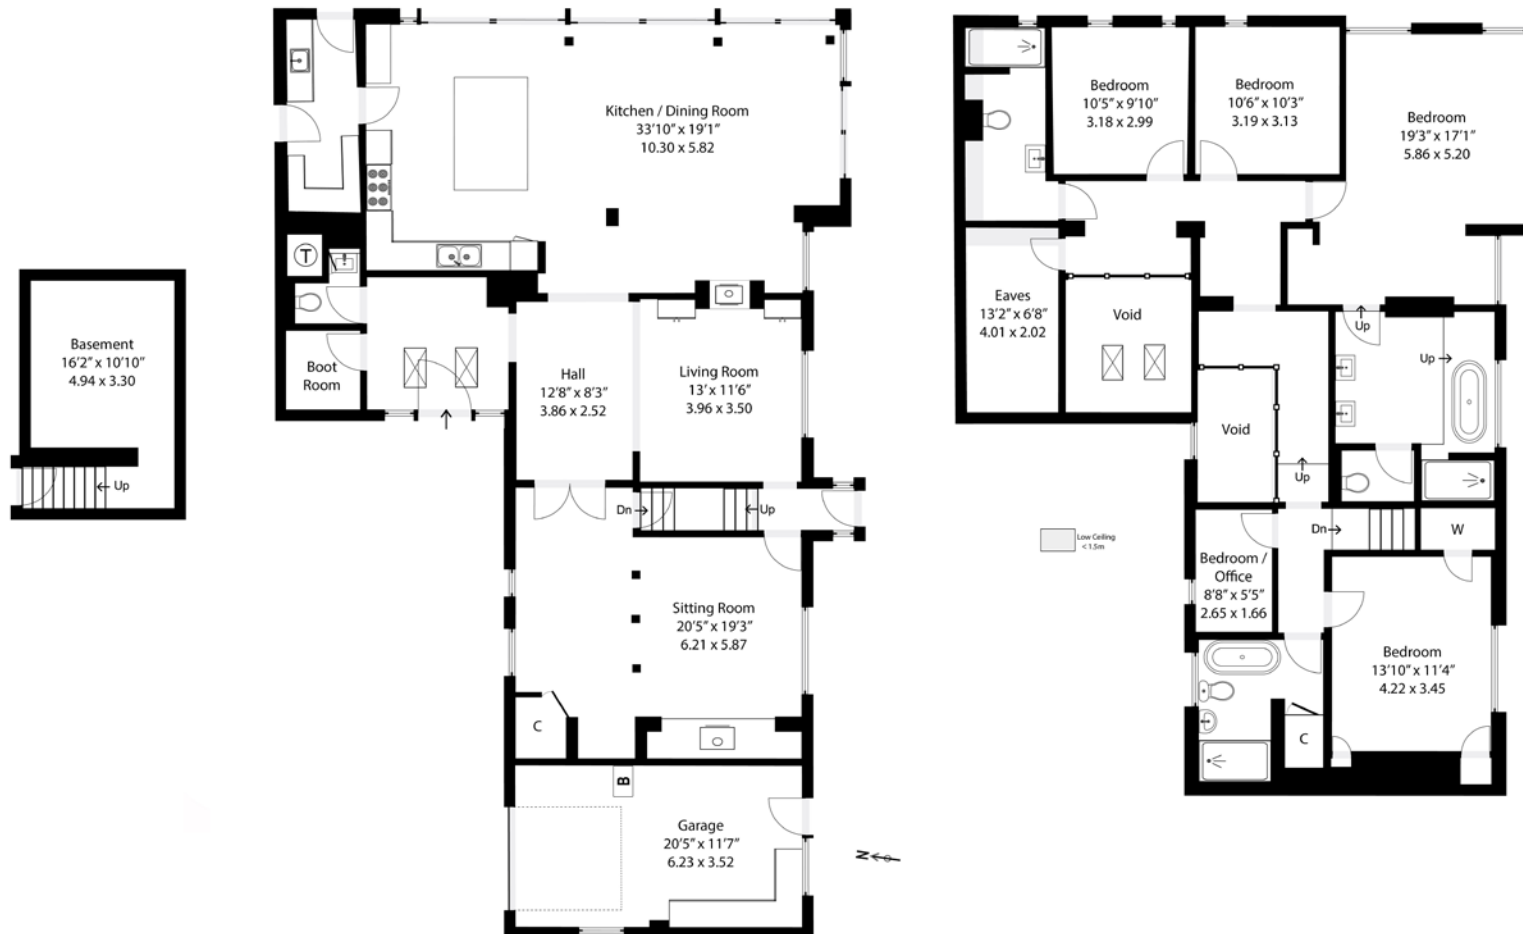 Basement
16'2" x 10'10"
4.94 x 3.30
Up
T
Boot
Room
Kitchen / Dining Room
33'10" x 19'1"
10.30 x 5.82
Hall
12'8" x 8'3"
3.86 x 2.52
Living Room
13' x 11'6"
3.96 x 3.50
Dn
Up
Sitting Room
20'5" x 19'3"
6.21 x 5.87
C
B
Garage
20'5" x 11'7"
6.23 x 3.52
N
Bedroom
10'5" x 9'10"
3.18 x 2.99
Bedroom
10'6" x 10'3"
3.19 x 3.13
Bedroom
19'3" x 17'1"
5.86 x 5.20
Eaves
13'2" x 6'8"
4.01 x 2.02
Void
Up
Up
Void
Up
Low Ceiling
< 1.5m
Dn
W
Bedroom /
Office
8'8" x 5'5"
2.65 x 1.66
Bedroom
13'10" x 11'4"
4.22 x 3.45
C